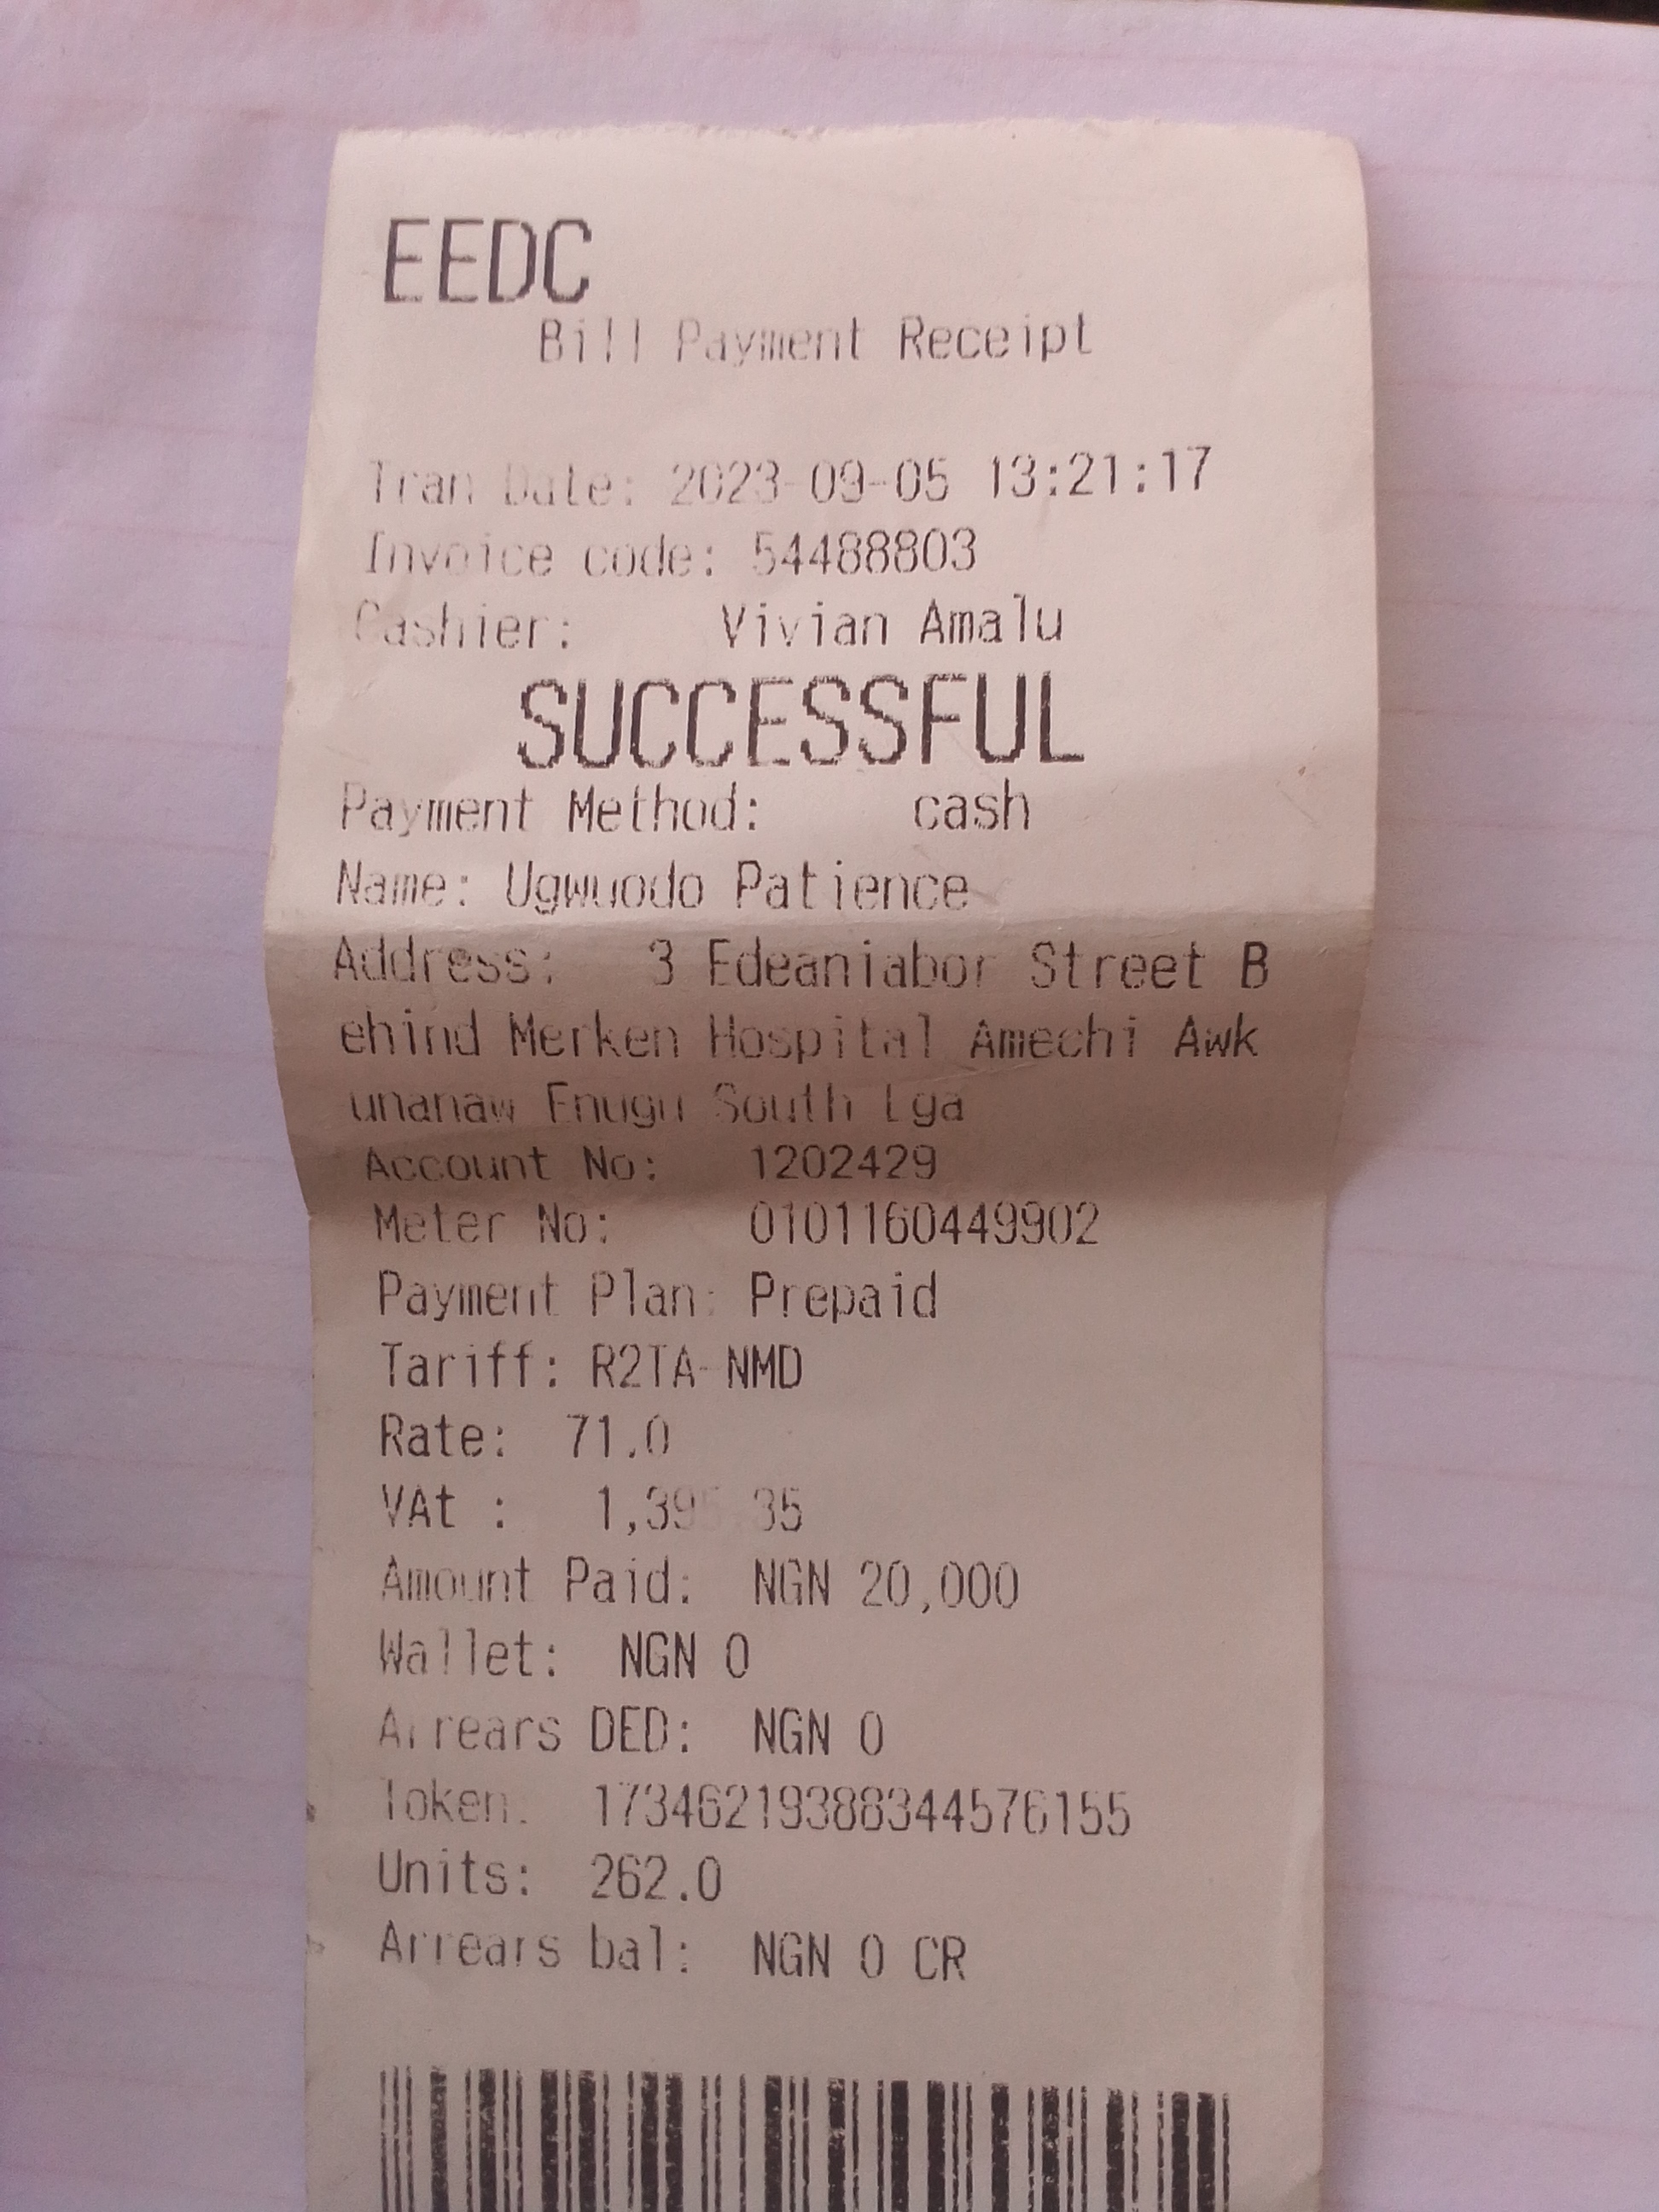 EEDC
Bill Payment Receipt
Tran Date: 2023-09-05 13:21:17
Invoice code: 54488803
Cashier: Vivian Amalu
SUCCESSFUL
Payment Method: cash
Name: Ugwuodo Patience
Address: 3 Edeaniabor Street B
ehind Merken Hospital Amechi Awk
unanaw Enugu South Lga
Account No: 1202429
Meter No: 0101160449902
Payment Plan: Prepaid
Tariff: R2TA-NMD
Rate: 71.0
VAt : 1,395.35
Amount Paid: NGN 20,000
Wallet: NGN 0
Arrears DED: NGN 0
Token: 17346219388344576155
Units: 262.0
Arrears bal: NGN 0 CR